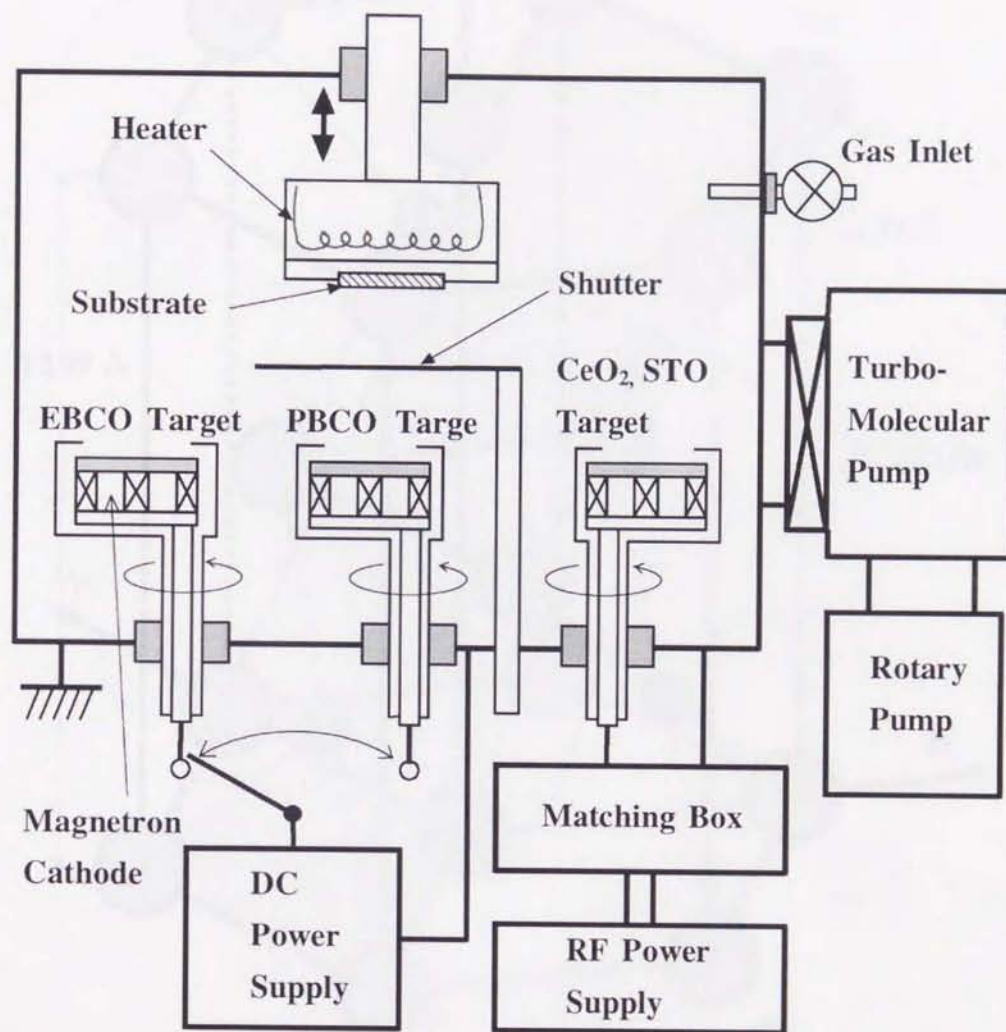 Heater
Gas Inlet
Substrate
Shutter
CeO₂, STO
Target
EBCO Target
PBCO Targe
Turbo-
Molecular
Pump
Rotary
Pump
Magnetron
Cathode
Matching Box
DC
Power
Supply
RF Power
Supply